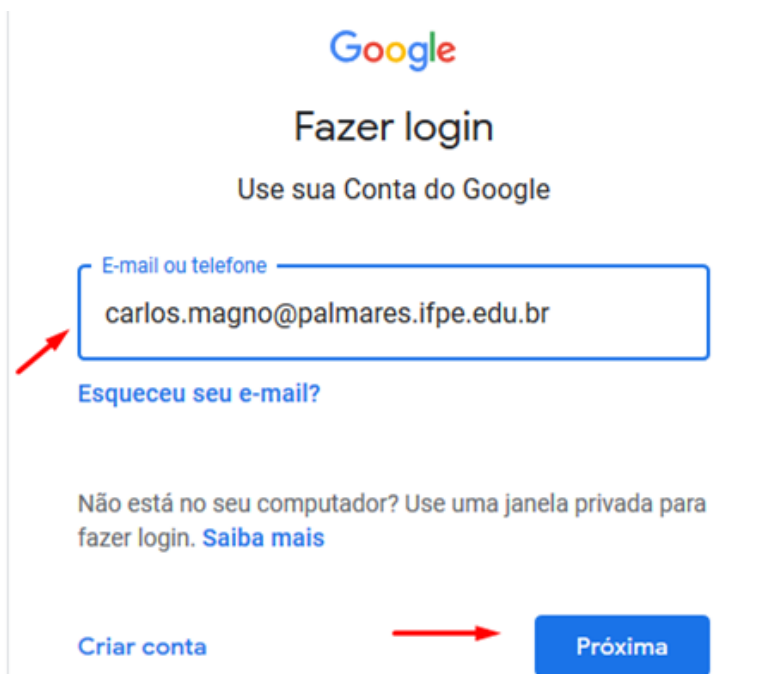 Google
Fazer login
Use sua Conta do Google
E-mail ou telefone
carlos.magno@palmares.ifpe.edu.br
Esqueceu seu e-mail?
Não está no seu computador? Use uma janela privada para
fazer login. Saiba mais
Criar conta
Próxima